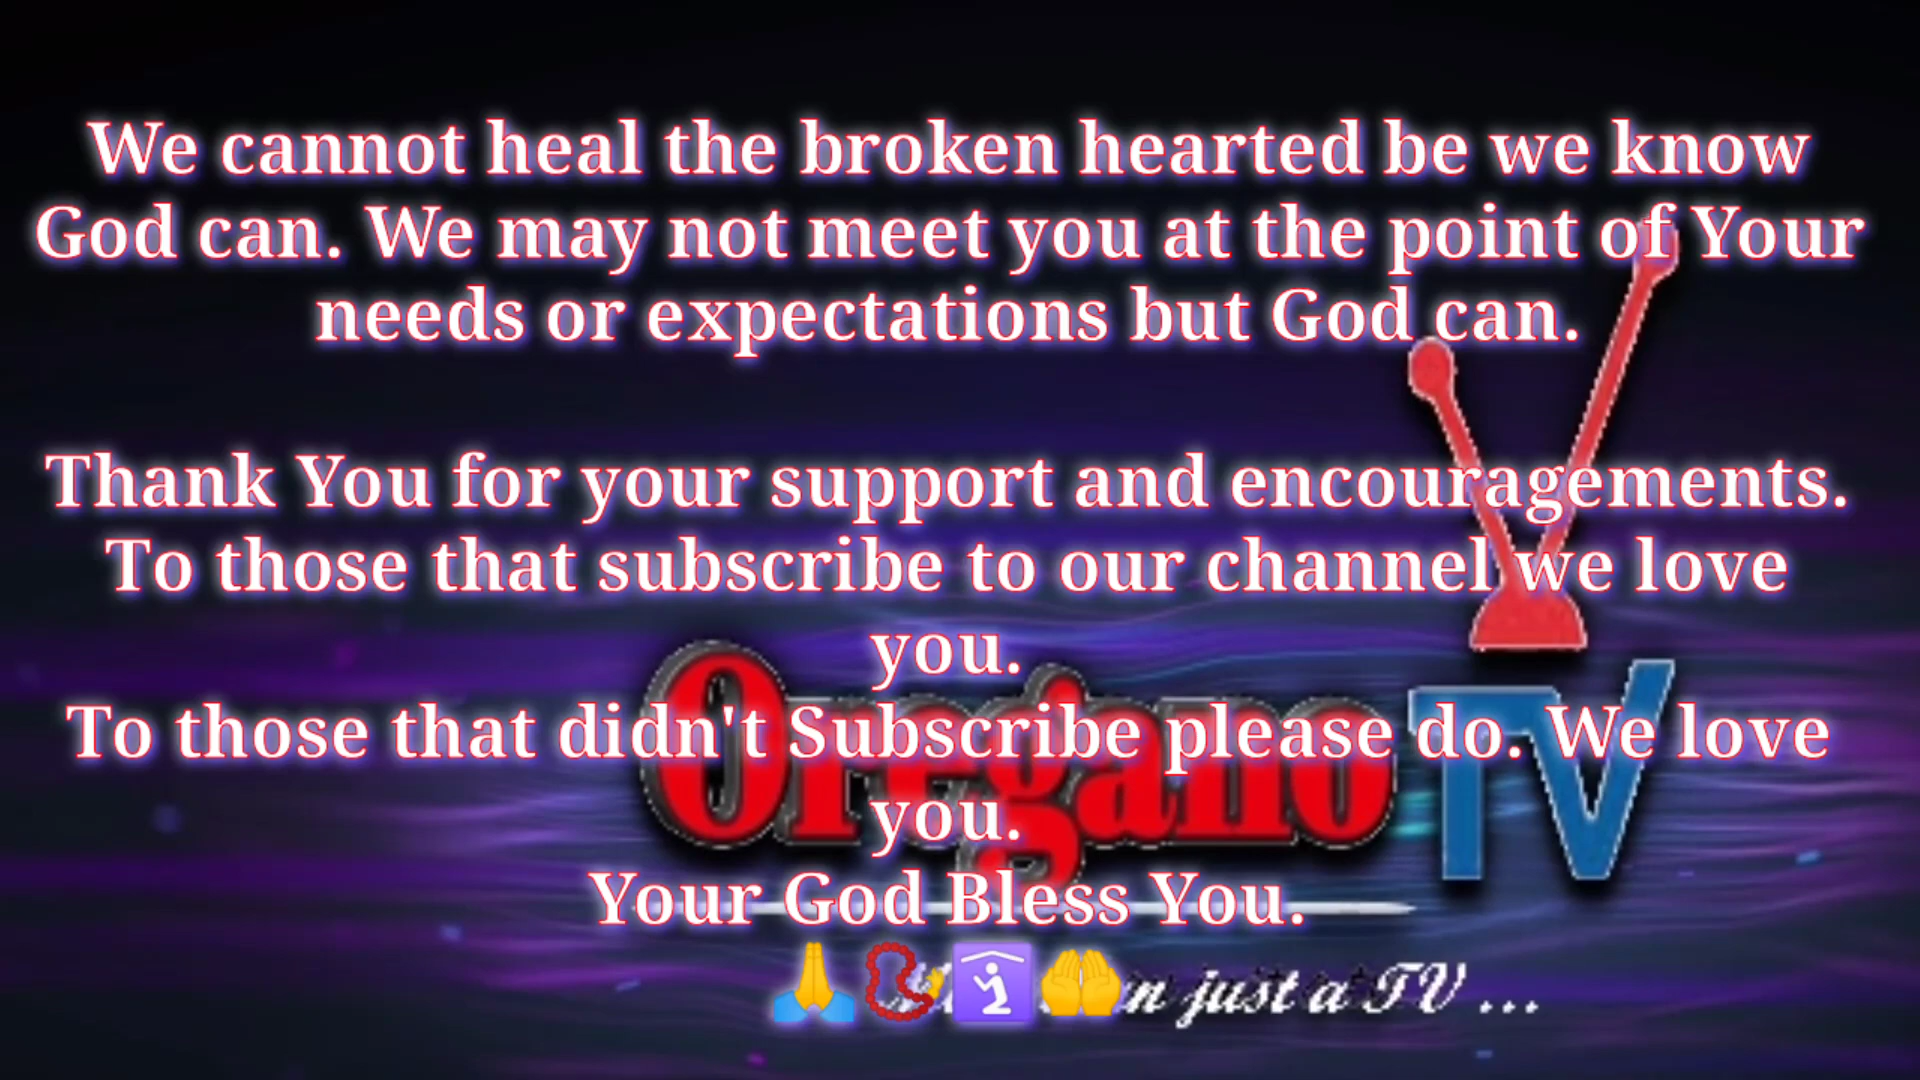 We cannot heal the broken hearted be we know
God can. We may not meet you at the point of Your
needs or expectations but God can.
Thank You for your support and encouragements.
To those that subscribe to our channel we love
you.
To those that didn't Subscribe please do. We love
you.
Oregano TV
Your God Bless You.
🙏📿🛐🤲
just a TV ...